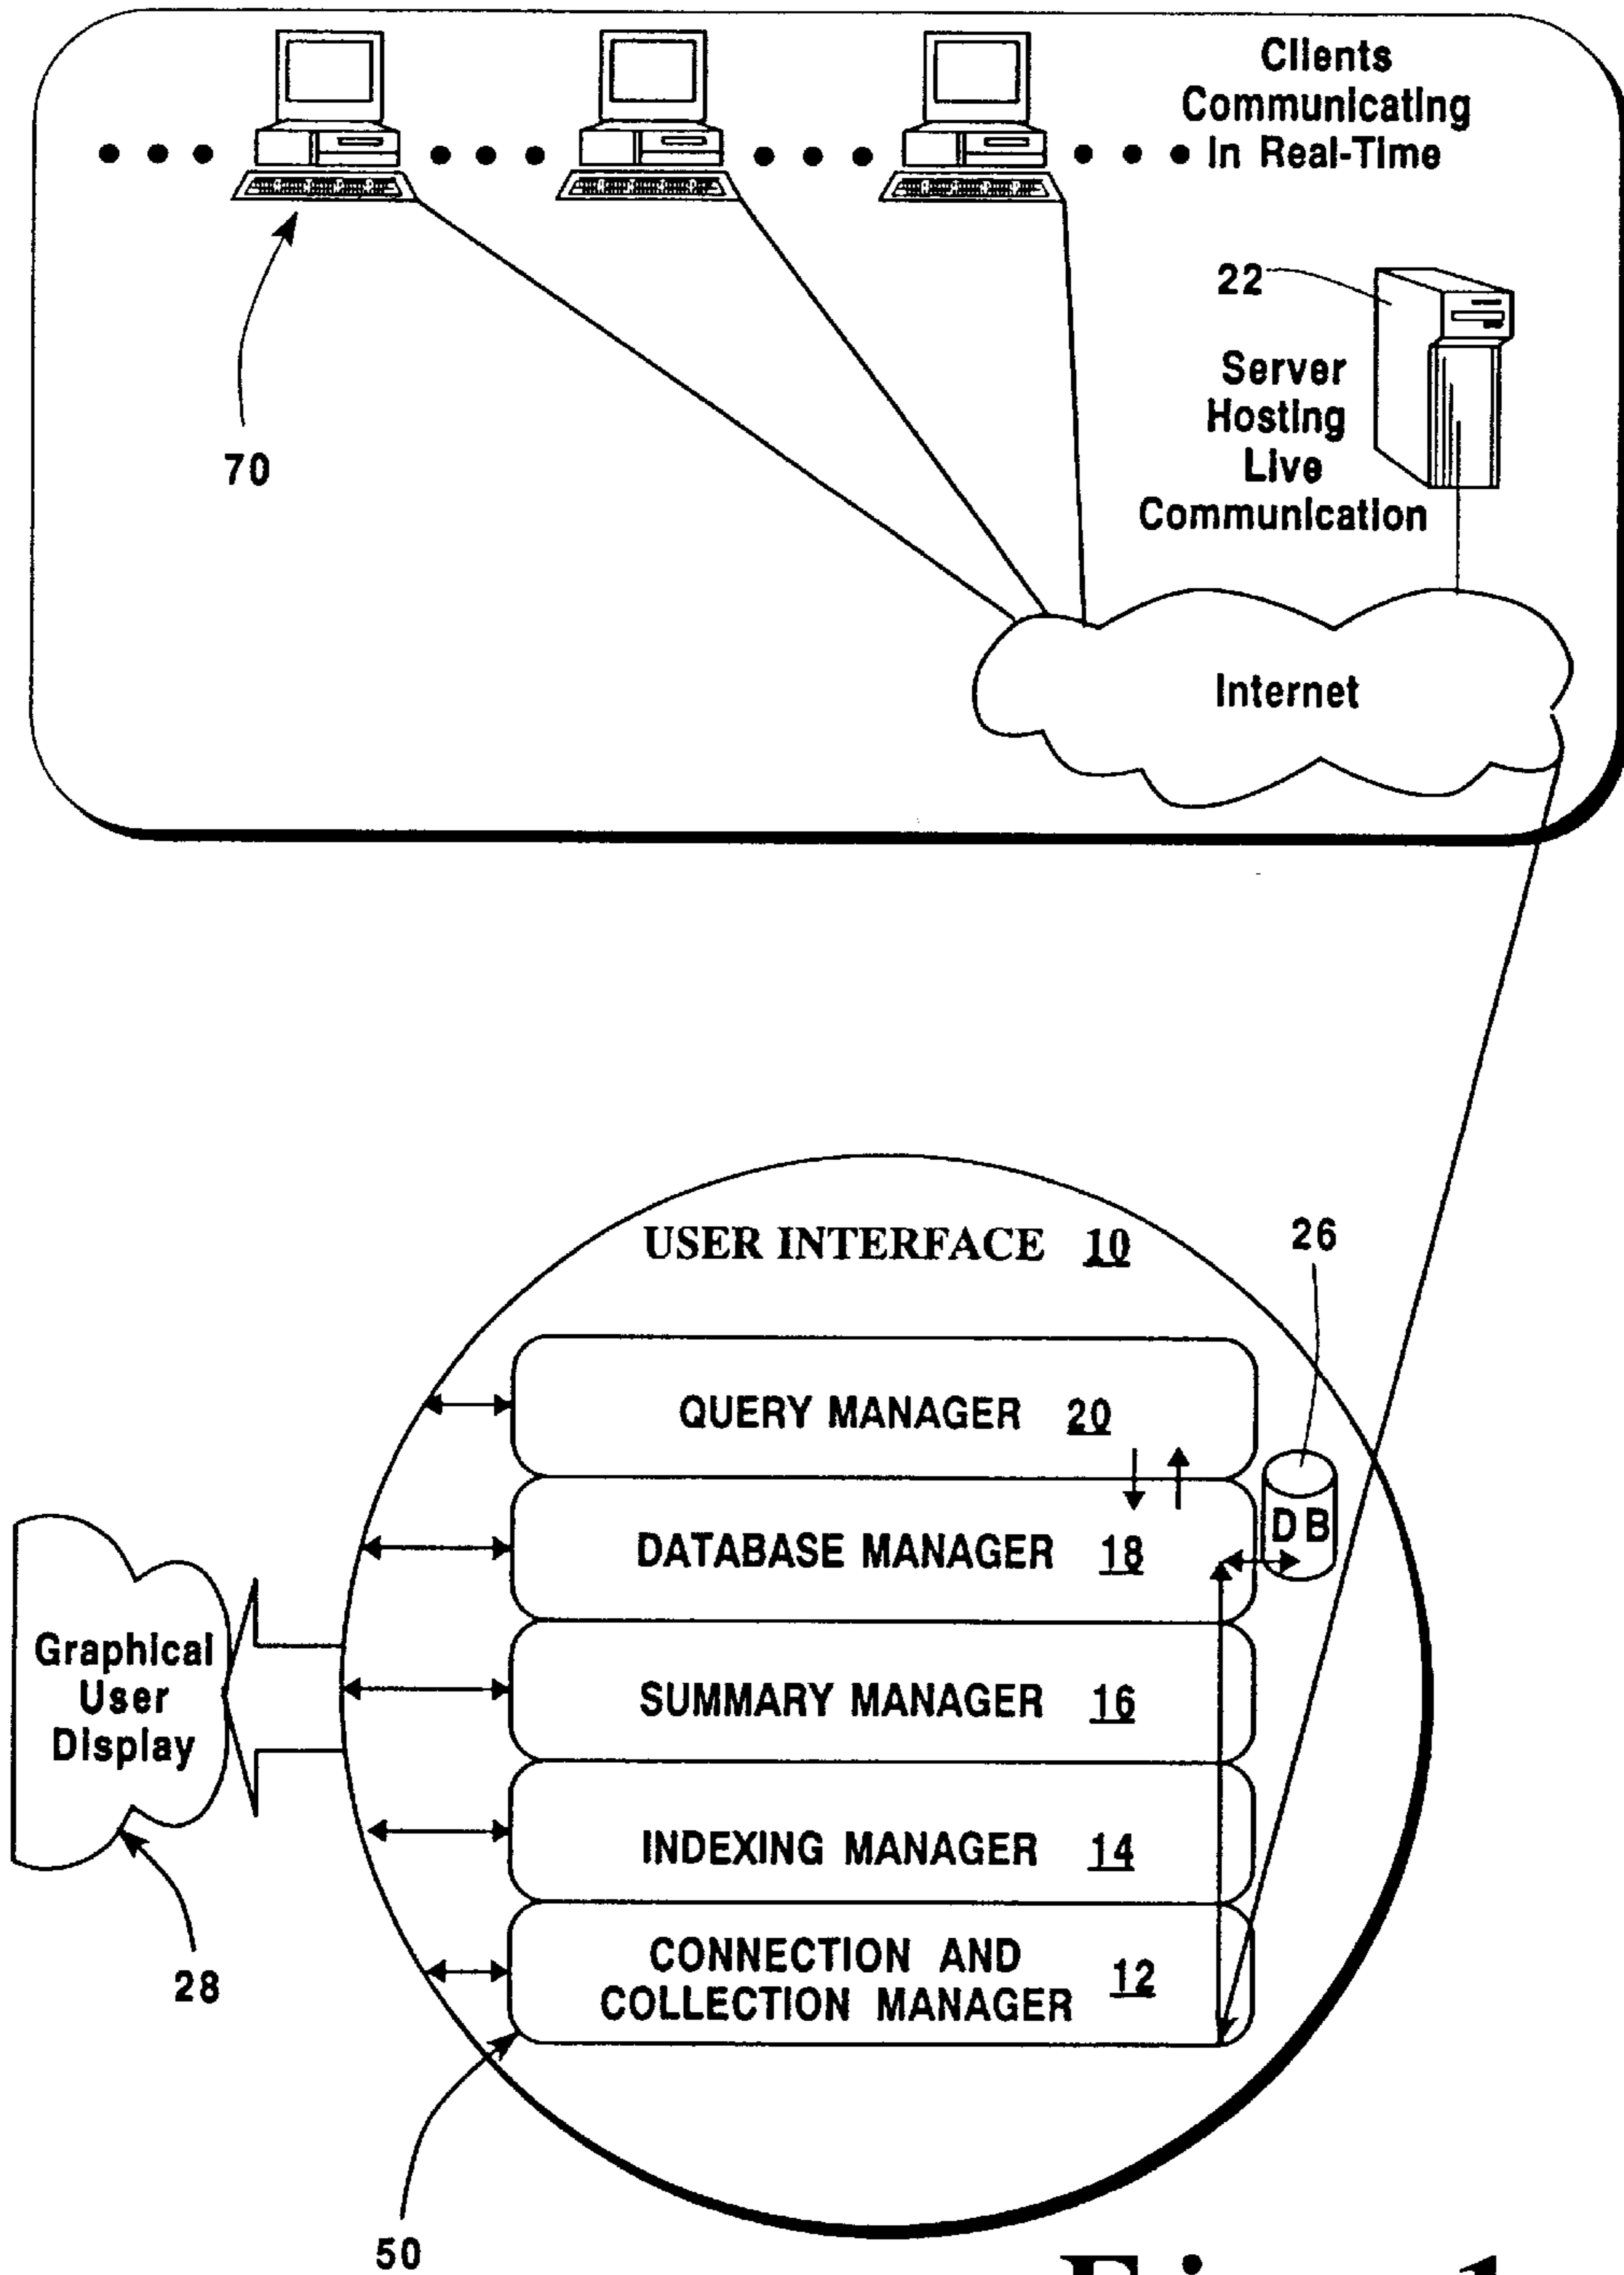 Clients
Communicating
In Real-Time
22
Server
Hosting
Live
Communication
70
Internet
USER INTERFACE 10
26
QUERY MANAGER 20
DB
DATABASE MANAGER 18
Graphical
User
Display
SUMMARY MANAGER 16
INDEXING MANAGER 14
28
CONNECTION AND
COLLECTION MANAGER 12
50